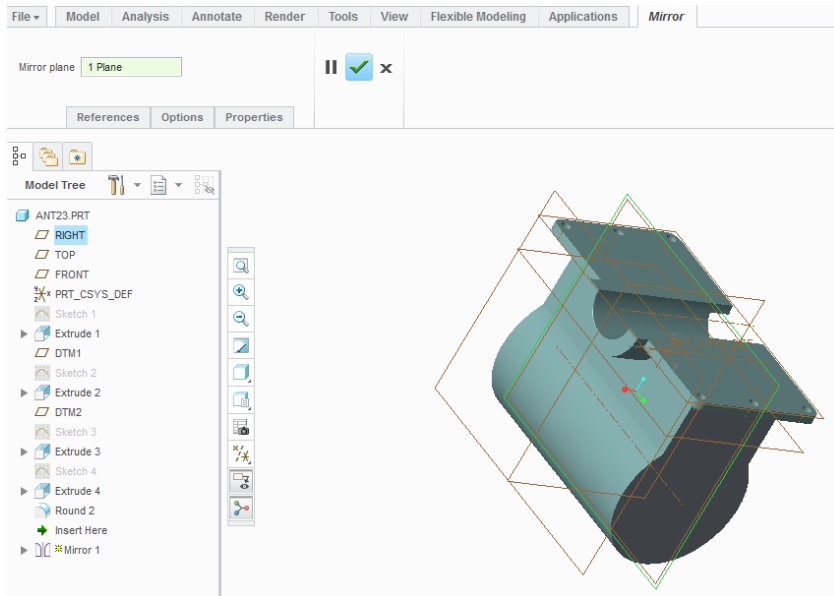 File Model Analysis Annotate Render Tools View Flexible Modeling Applications Mirror
Mirror plane 1 Plane
References Options Properties
Model Tree
ANT23.PRT
RIGHT
TOP
FRONT
PRT_CSYS_DEF
Sketch 1
Extrude 1
DTM1
Sketch 2
Extrude 2
DTM2
Sketch 3
Extrude 3
Sketch 4
Extrude 4
Round 2
Insert Here
Mirror 1